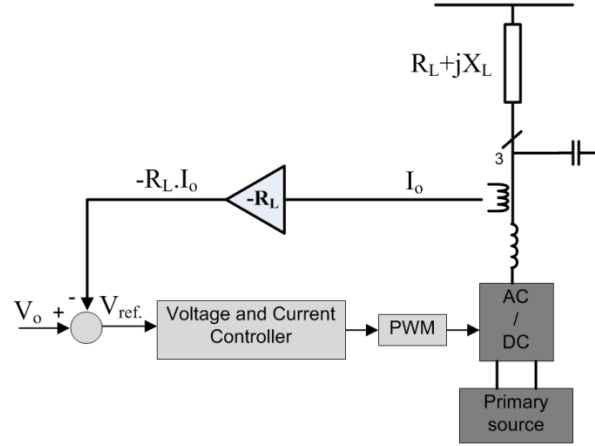 R_L+jX_L
3
-R_L.I_o
-R_L
I_o
AC
/
DC
V_o
+
-
V_ref.
Voltage and Current
Controller
PWM
Primary
source